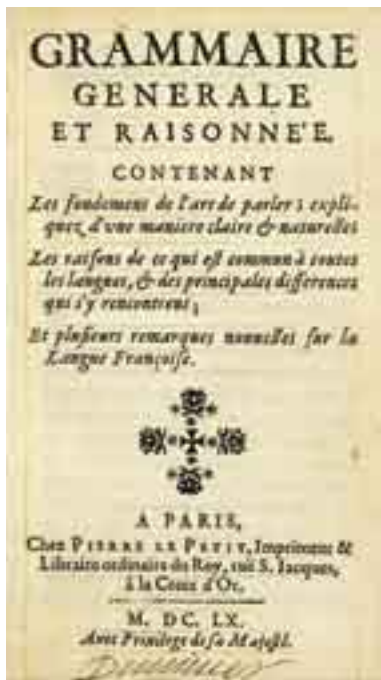 GRAMMAIRE
GENERALE
ET RAISONNE'E.
CONTENANT
Les fondemens de l'art de parler ; expli-
quez d'une maniere claire & naturelle ;
Les raisons de ce qui est commun à toutes
les langues, & des principales differences
qui s'y rencontrent ;
Et plusieurs remarques nouvelles sur la
Langue Françoise.
A PARIS,
Chez PIERRE LE PETIT, Imprimeur &
Libraire ordinaire du Roy, ruë S. Jacques,
à la Croix d'Or.
M. DC. LX.
Avec Privilege de sa Majesté.